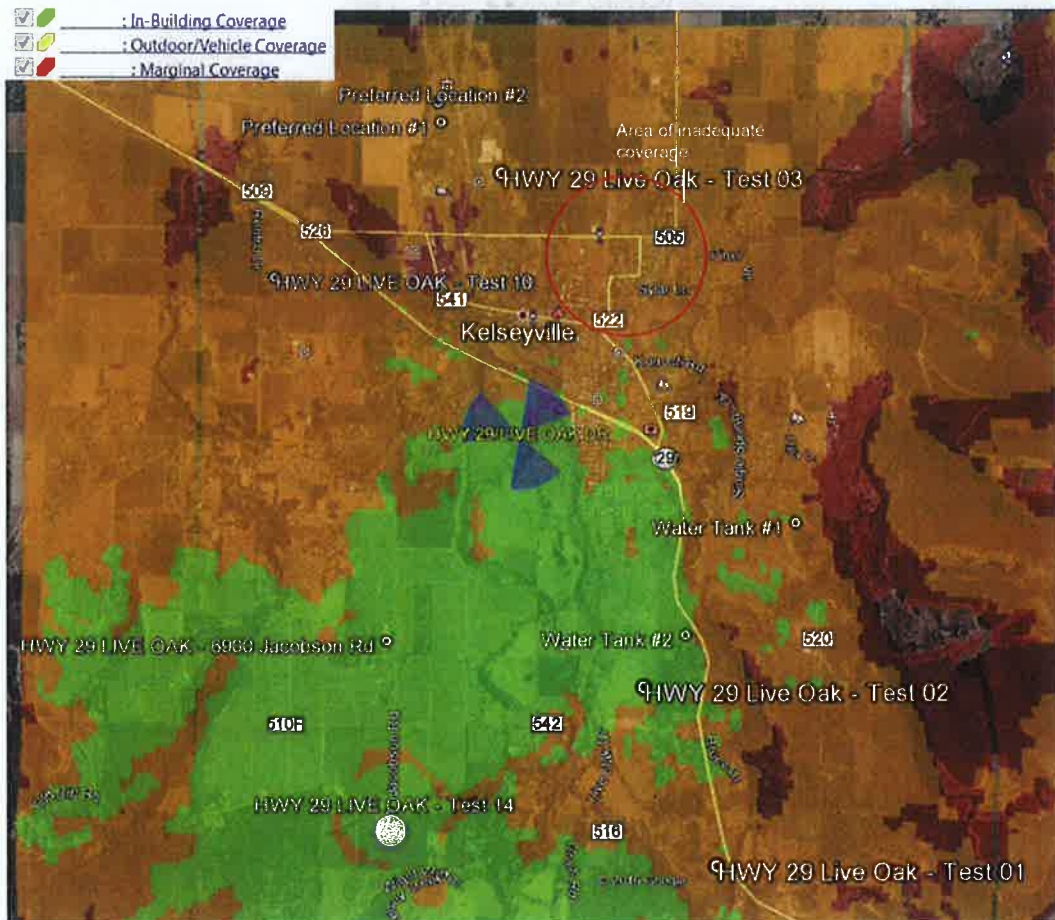 : In-Building Coverage
: Outdoor/Vehicle Coverage
: Marginal Coverage
Preferred Location #2
Preferred Location #1
Area of inadequate
coverage
HWY 29 Live Oak - Test 03
509
526
505
HWY 29 LIVE OAK - Test 10
541
522
Kelseyville
519
HWY 29/LIVE OAK DR
29
Water Tank #1
HWY 29 LIVE OAK - 6900 Jacobson Rd
Water Tank #2
520
HWY 29 Live Oak - Test 02
510H
542
Jacobson Rd
HWY 29 LIVE OAK - Test 14
516
HWY 29 Live Oak - Test 01